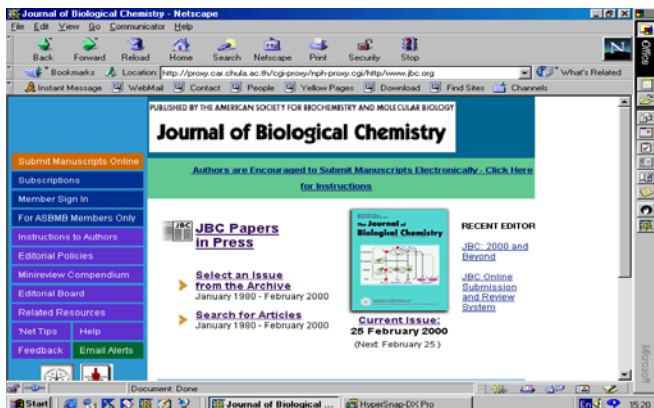 Journal of Biological Chemistry - Netscape
File Edit View Go Communicator Help
Back Forward Reload Home Search Netscape Print Security Stop
Bookmarks Location: http://proxy.car.chula.ac.th/cgi-proxy/nph-proxy.cgi/http/www.jbc.org What's Related
Instant Message WebMail Contact People Yellow Pages Download Find Sites Channels
PUBLISHED BY THE AMERICAN SOCIETY FOR BIOCHEMISTRY AND MOLECULAR BIOLOGY
Journal of Biological Chemistry
Submit Manuscripts Online
Subscriptions
Member Sign In
For ASBMB Members Only
Instructions to Authors
Editorial Policies
Minireview Compendium
Editorial Board
Related Resources
'Net Tips Help
Feedback Email Alerts
Authors are Encouraged to Submit Manuscripts Electronically - Click Here
for Instructions
JBC
JBC Papers
in Press
Select an Issue
from the Archive
January 1980 - February 2000
Search for Articles
January 1980 - February 2000
The Journal of
Biological Chemistry
Current Issue:
25 February 2000
(Next: February 25 )
RECENT EDITOR
JBC: 2000 and
Beyond
JBC Online
Submission
and Review
System
Document: Done
Start Journal of Biological ... HyperSnap-DX Pro En 15:20
Office
Microsoft